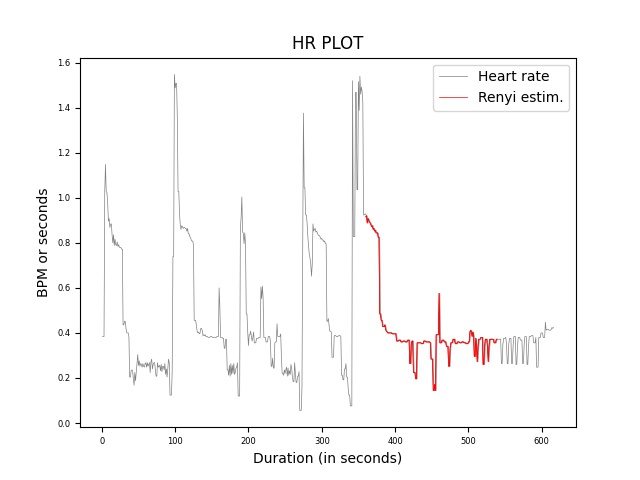 HR PLOT
Heart rate
Renyi estim.
BPM or seconds
1.6
1.4
1.2
1.0
0.8
0.6
0.4
0.2
0.0
0 100 200 300 400 500 600
Duration (in seconds)